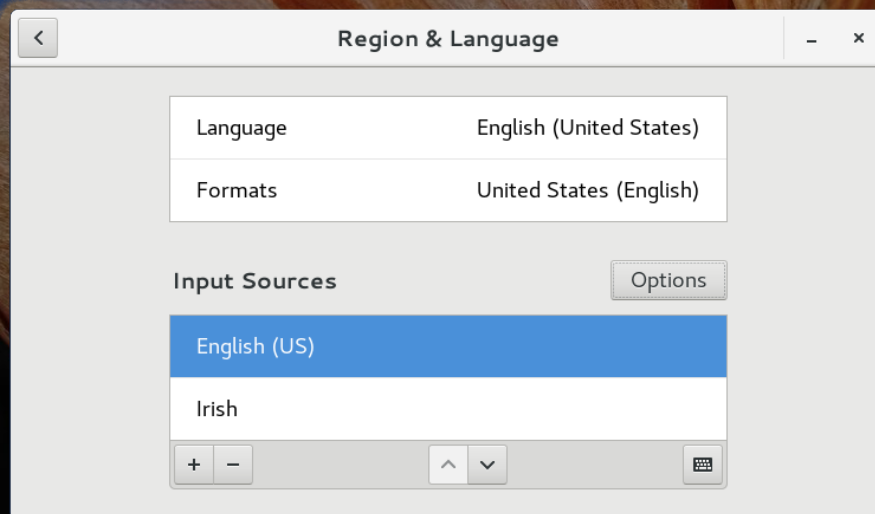 Region & Language
Language English (United States)
Formats United States (English)
Input Sources Options
English (US)
Irish